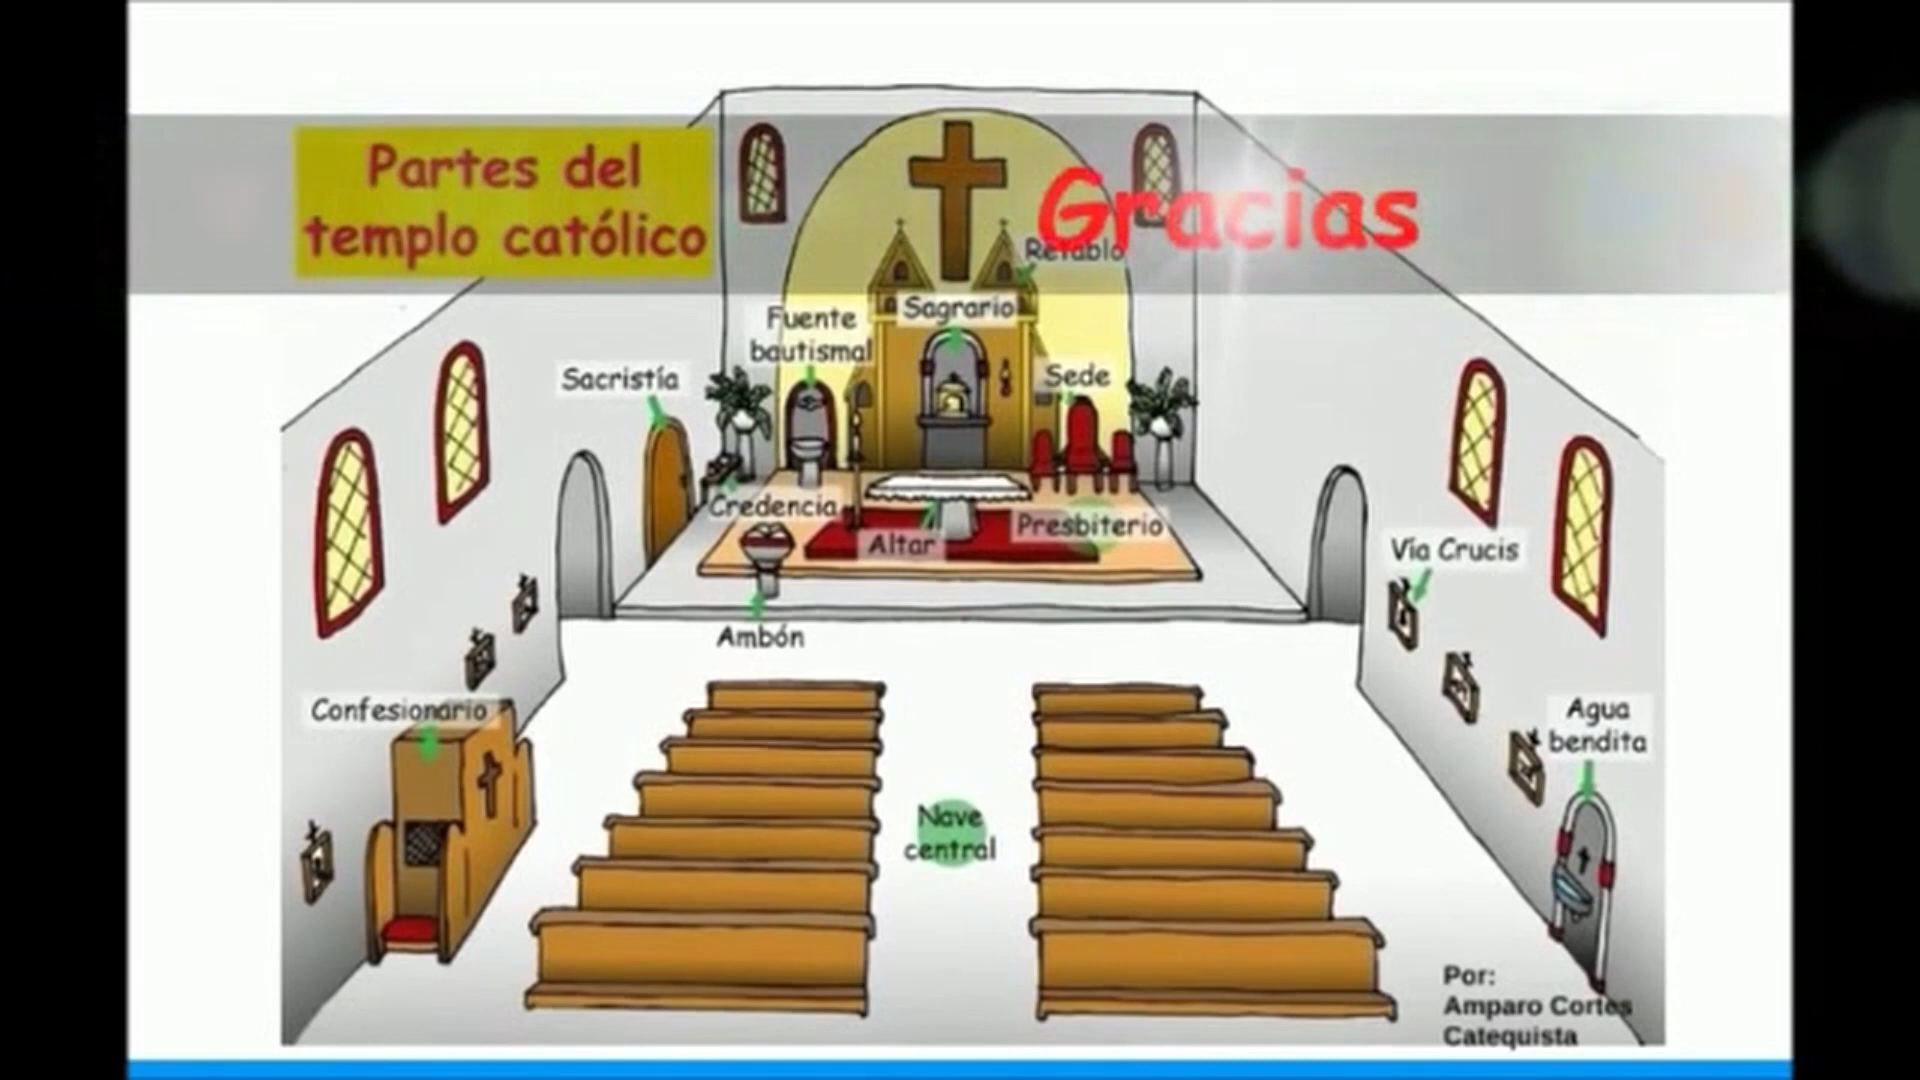 Partes del
templo católico
Gracias
Retablo
Sagrario
Fuente
bautismal
Sacristía
Sede
Credencia
Altar
Presbiterio
Vía Crucis
Ambón
Confesionario
Agua
bendita
Nave
central
Por:
Amparo Cortes
Catequista